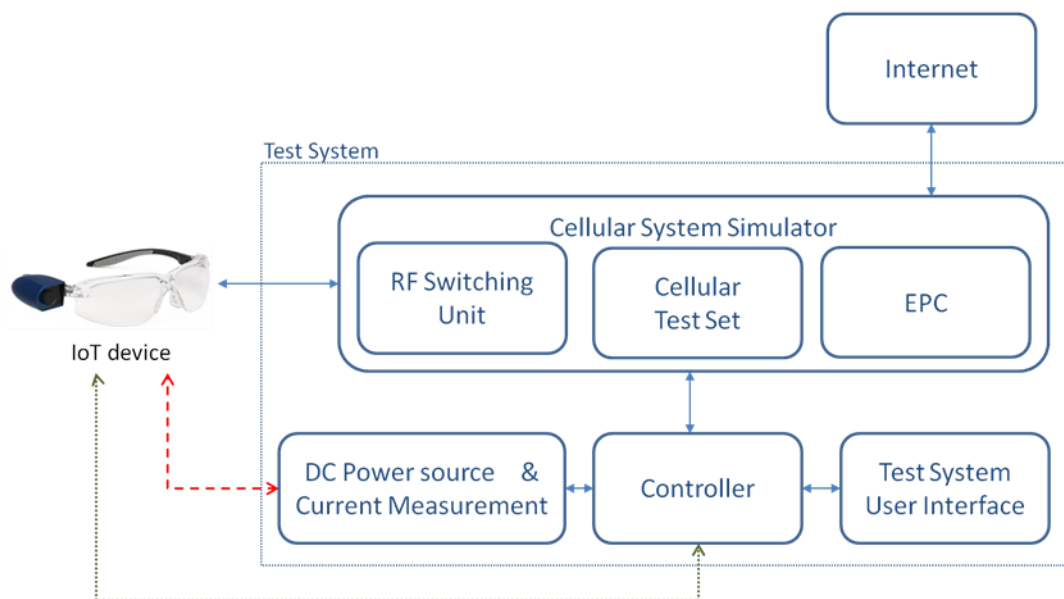 Internet
Test System
Cellular System Simulator
RF Switching
Unit
Cellular
Test Set
EPC
IoT device
DC Power source &
Current Measurement
Controller
Test System
User Interface